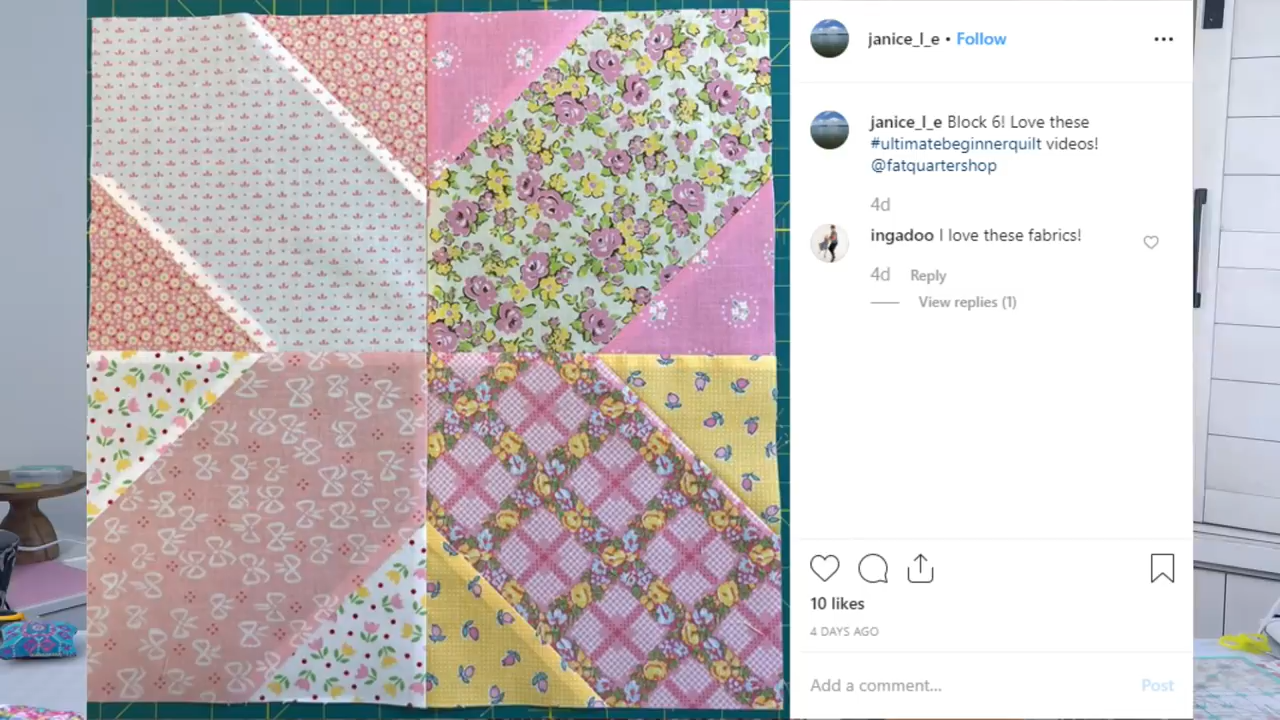 janice_l_e • Follow
janice_l_e Block 6! Love these
#ultimatebeginnerquilt videos!
@fatquartershop
4d
ingadoo I love these fabrics!
4d Reply
View replies (1)
10 likes
4 DAYS AGO
Add a comment... Post